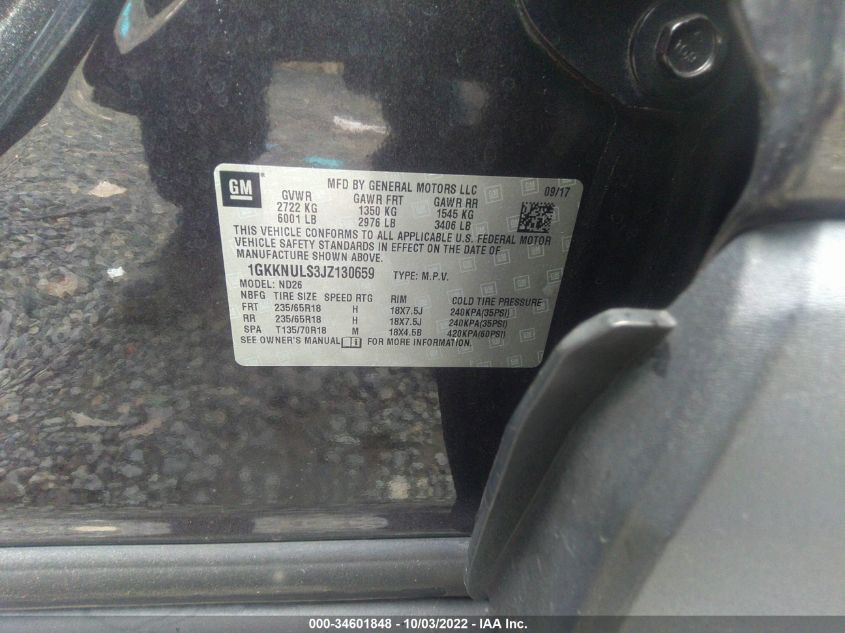 GM
MFD BY GENERAL MOTORS LLC 09/17
GVWR GAWR FRT GAWR RR
2722 KG 1350 KG 1545 KG
6001 LB 2976 LB 3406 LB
THIS VEHICLE CONFORMS TO ALL APPLICABLE U.S. FEDERAL MOTOR
VEHICLE SAFETY STANDARDS IN EFFECT ON THE DATE OF
MANUFACTURE SHOWN ABOVE.
1GKKNULS3JZ130659 TYPE: M.P.V.
MODEL: ND26
NBFG TIRE SIZE SPEED RTG RIM COLD TIRE PRESSURE
FRT 235/65R18 H 18X7.5J 240KPA(35PSI)
RR 235/65R18 H 18X7.5J 240KPA(35PSI)
SPA T135/70R18 M 18X4.5B 420KPA(60PSI)
SEE OWNER'S MANUAL FOR MORE INFORMATION.
000-34601848 - 10/03/2022 - IAA Inc.